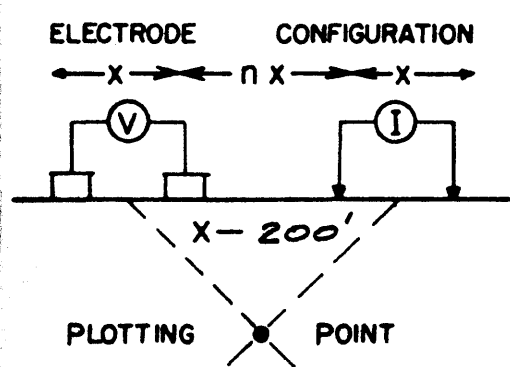 ELECTRODE CONFIGURATION
X n X X
V I
X — 200'
PLOTTING POINT